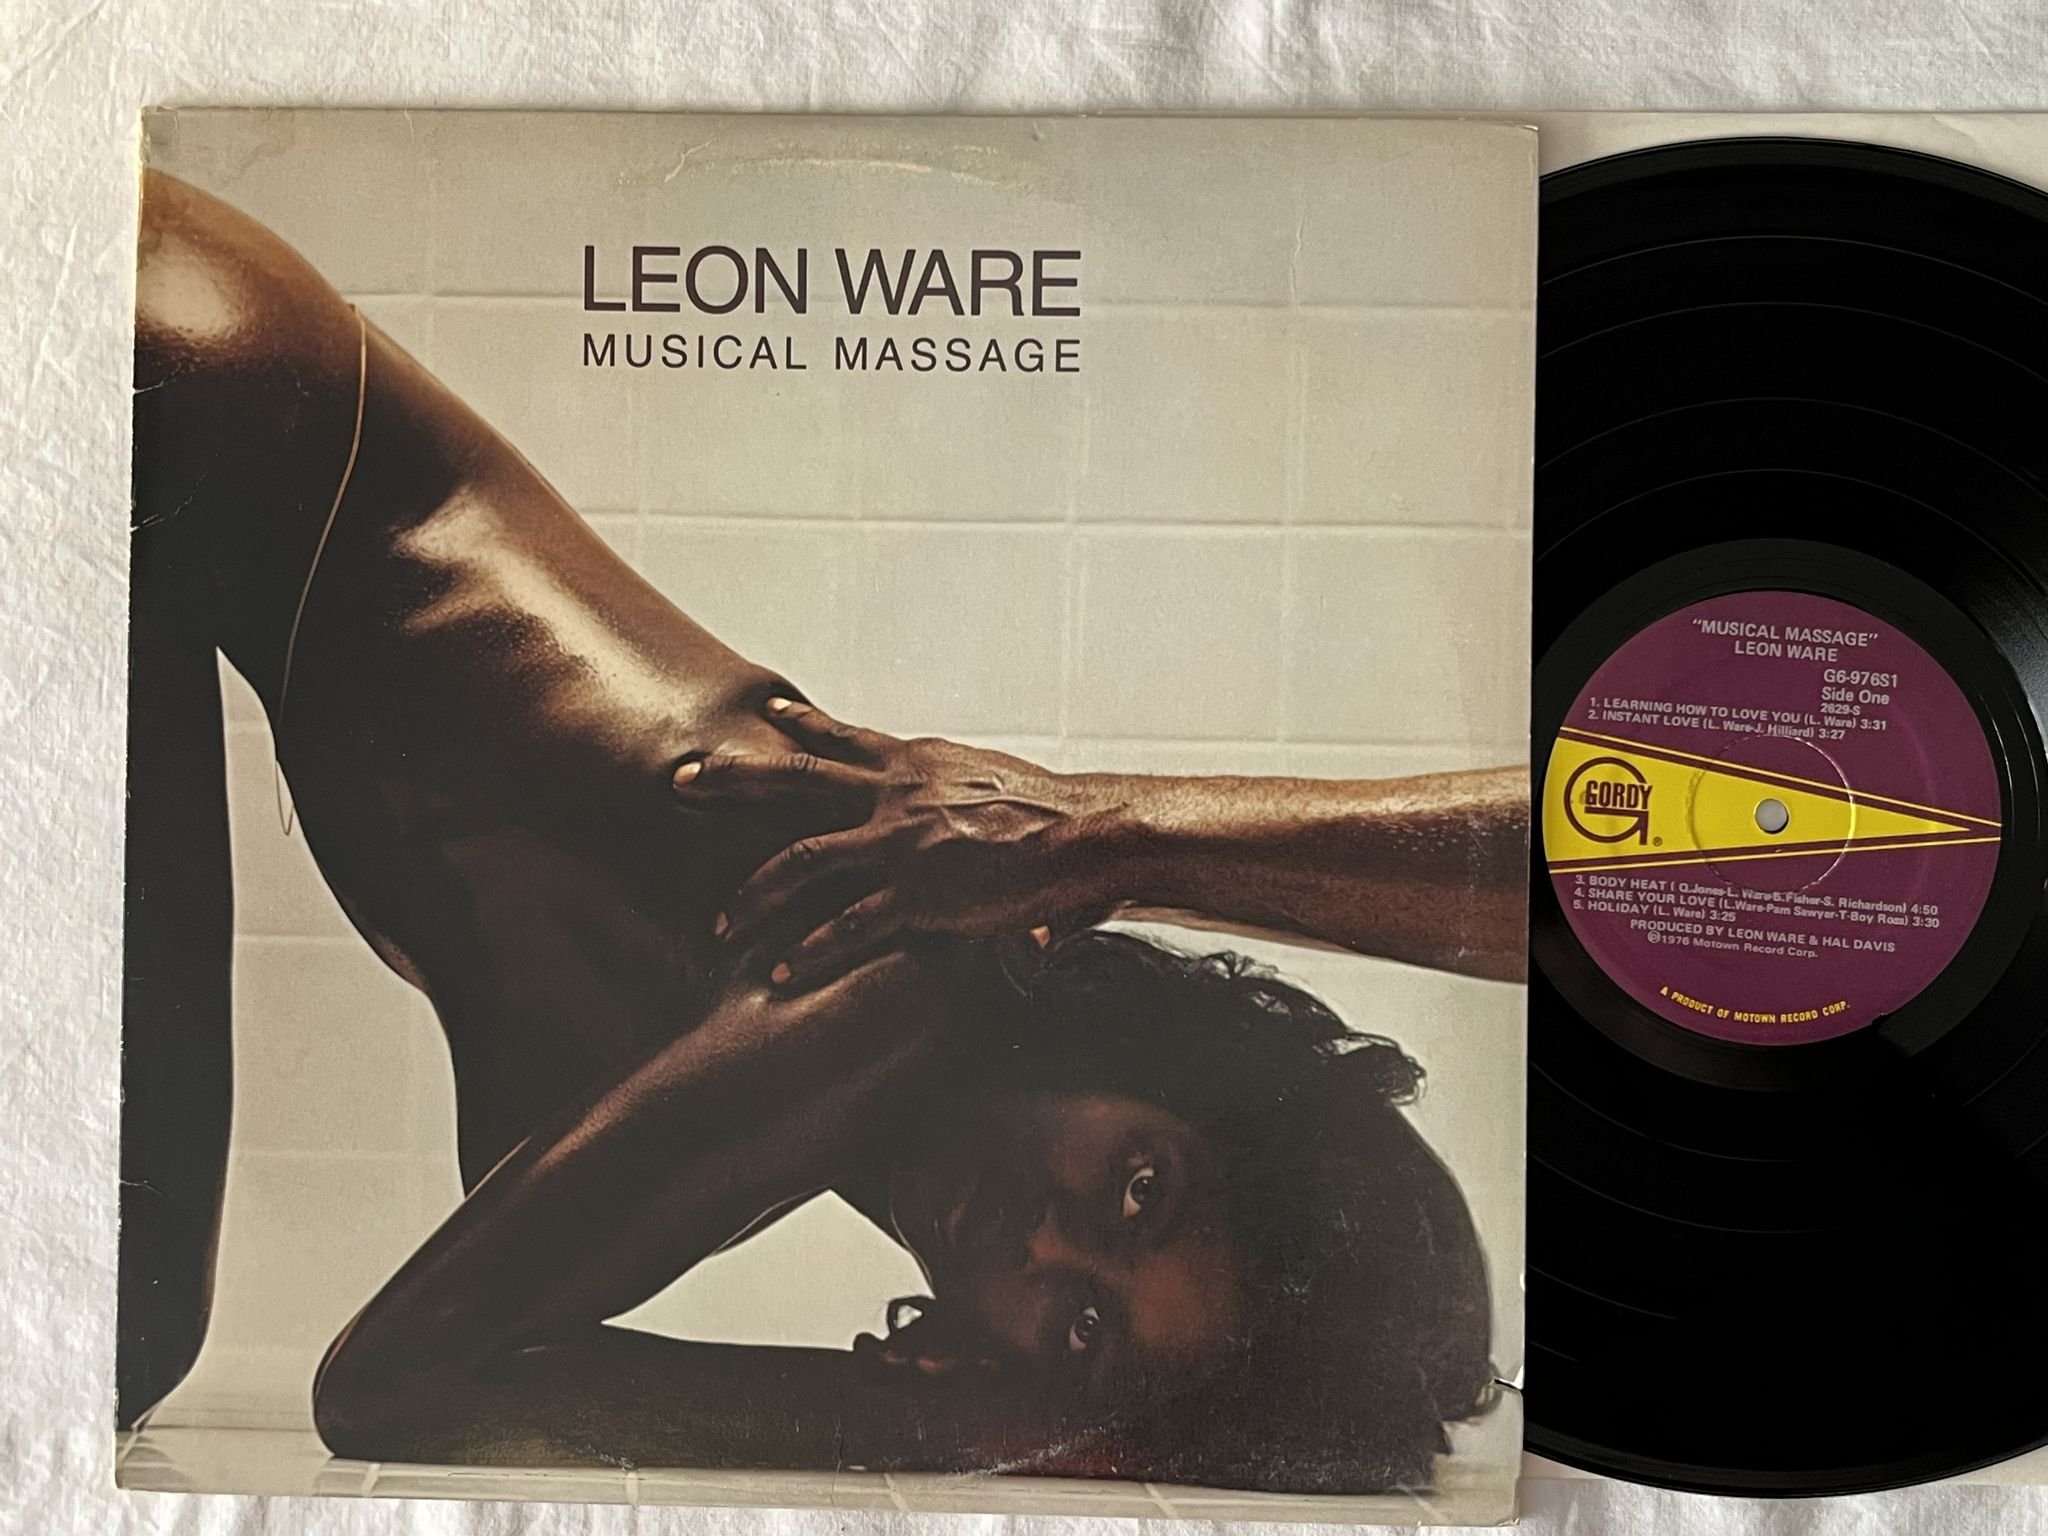 LEON WARE
MUSICAL MASSAGE
"MUSICAL MASSAGE"
LEON WARE
G6-976S1
Side One
2629-S
1. LEARNING HOW TO LOVE YOU (L. Ware) 3:31
2. INSTANT LOVE (L. Ware-J. Hilliard) 3:27
GORDY
®
3. BODY HEAT ( Q.Jones-L. Ware-B. Fisher-S. Richardson) 4:50
4. SHARE YOUR LOVE (L.Ware-Pam Sawyer-T-Boy Ross) 3:30
5. HOLIDAY (L. Ware) 3:25
PRODUCED BY LEON WARE & HAL DAVIS
℗1976 Motown Record Corp.
A PRODUCT OF MOTOWN RECORD CORP.